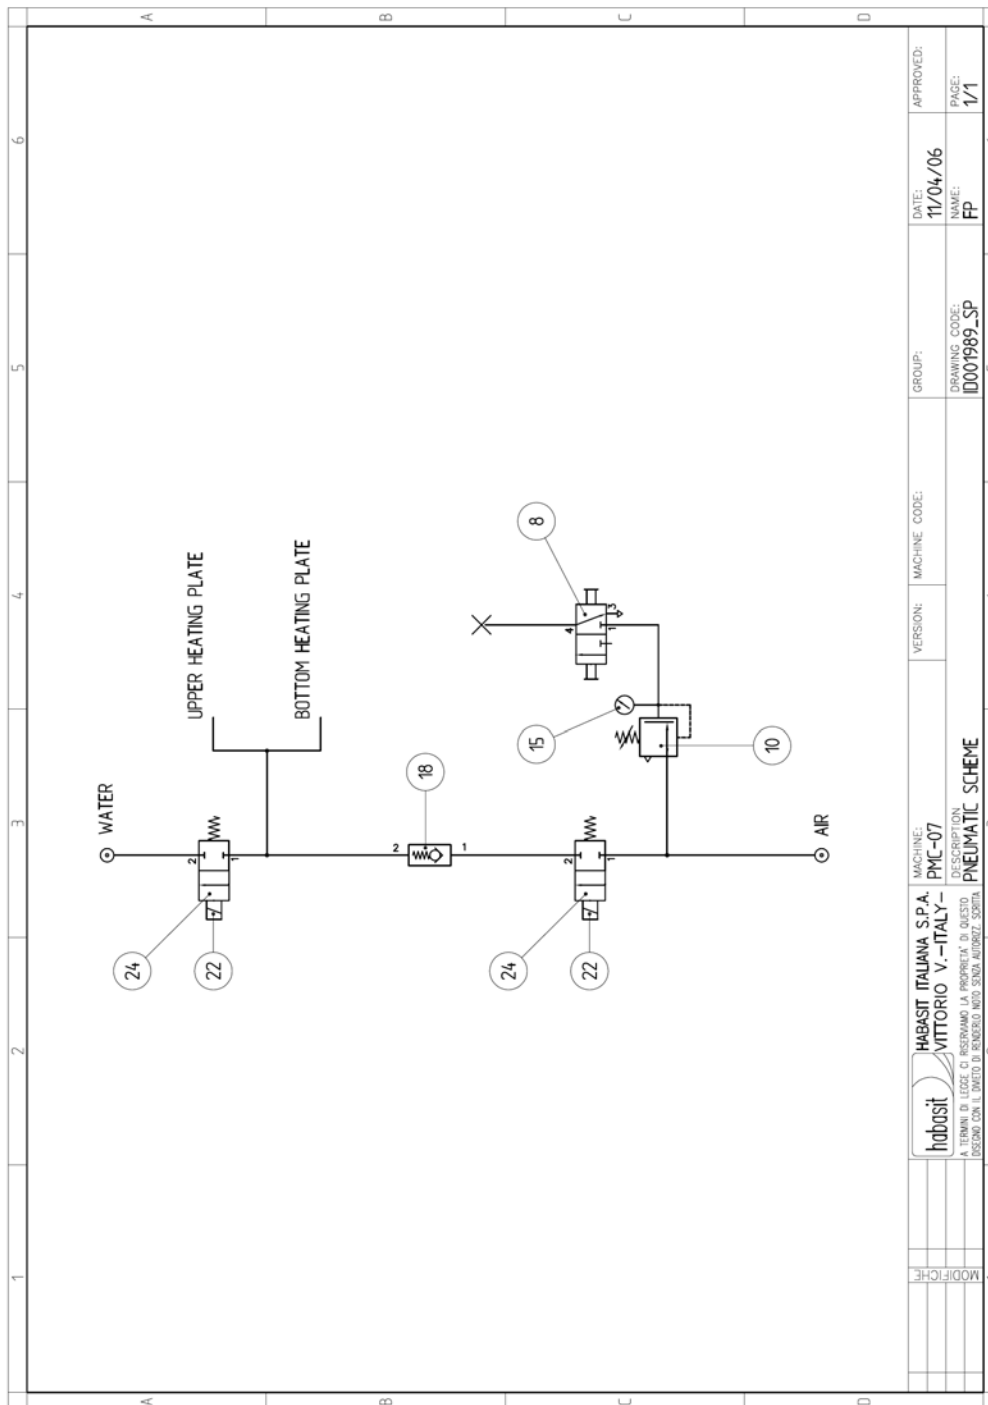 1
2
3
4
5
6
A
B
C
D
A
B
C
D
WATER
UPPER HEATING PLATE
BOTTOM HEATING PLATE
2
1
24
22
18
2
1
2
1
24
22
15
10
8
4
1
3
AIR
MODIFICHE
habasit
HABASIT ITALIANA S.P.A.
VITTORIO V.-ITALY-
A TERMINI DI LEGGE CI RISERVIAMO LA PROPRIETA' DI QUESTO
DISEGNO CON IL DIVIETO DI RENDERLO NOTO SENZA AUTORIZZ. SCRITTA
MACHINE:
PMC-07
DESCRIPTION
PNEUMATIC SCHEME
VERSION:
MACHINE CODE:
GROUP:
DRAWING CODE:
ID001989_SP
DATE:
11/04/06
NAME:
FP
APPROVED:
PAGE:
1/1